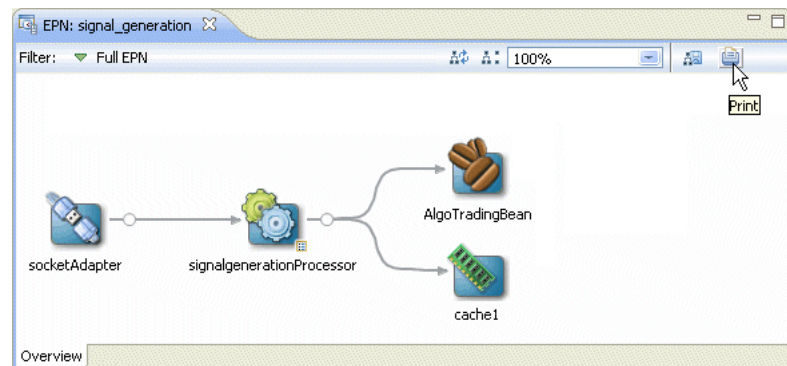 EPN: signal_generation
Filter: Full EPN 100%
Print
AlgoTradingBean
socketAdapter signalgenerationProcessor
cache1
Overview